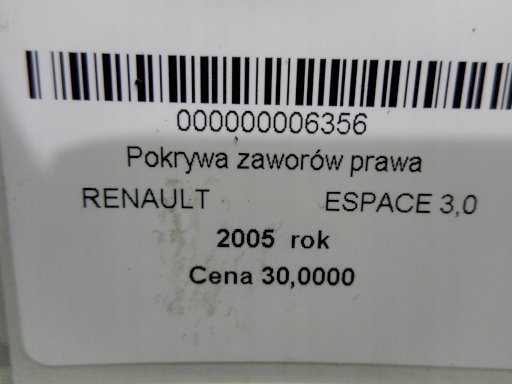 000000006356
Pokrywa zaworów prawa
RENAULT ESPACE 3,0
2005 rok
Cena 30,0000